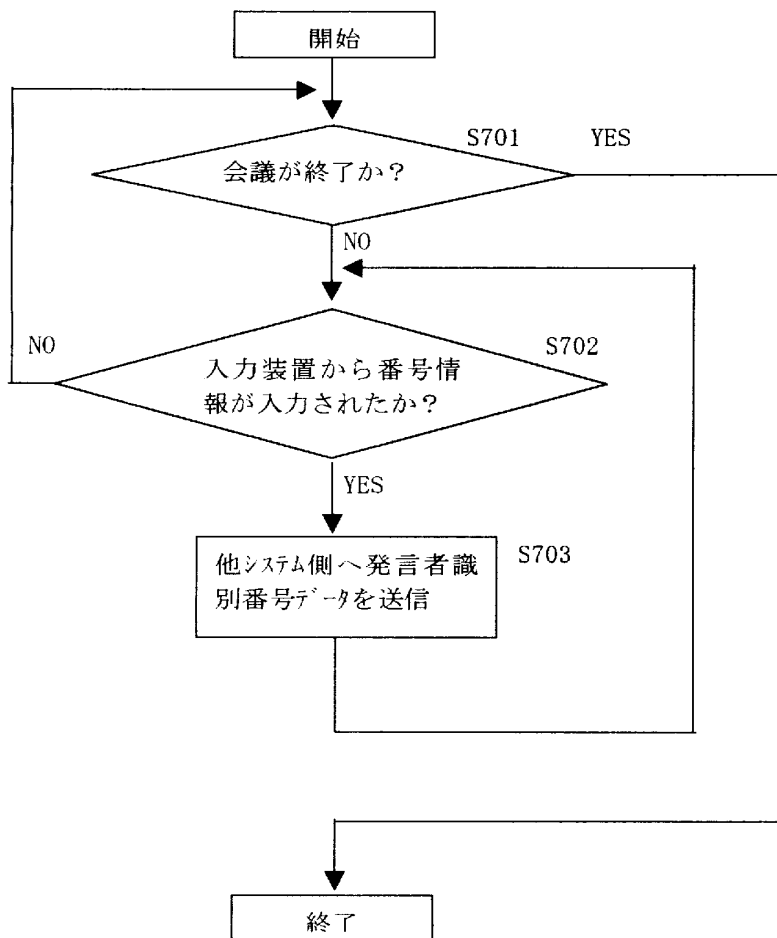 開始
S701
YES
会議が終了か？
NO
NO
S702
入力装置から番号情
報が入力されたか？
YES
S703
他ｼｽﾃﾑ側へ発言者識
別番号ﾃﾞｰﾀを送信
終了